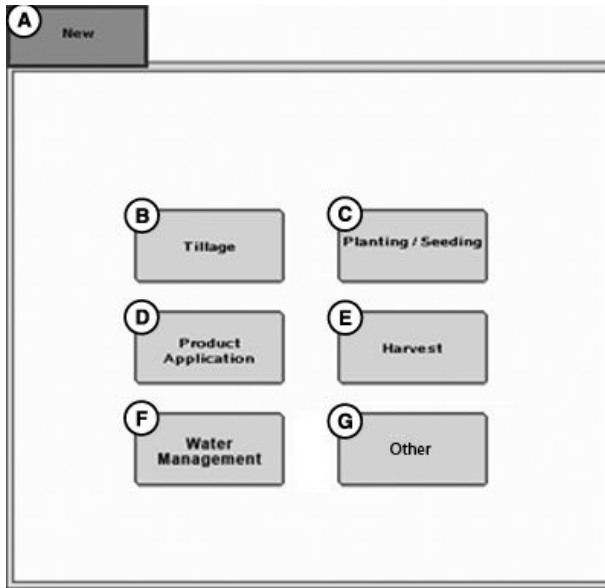 A
New
B
Tillage
C
Planting / Seeding
D
Product
Application
E
Harvest
F
Water
Management
G
Other